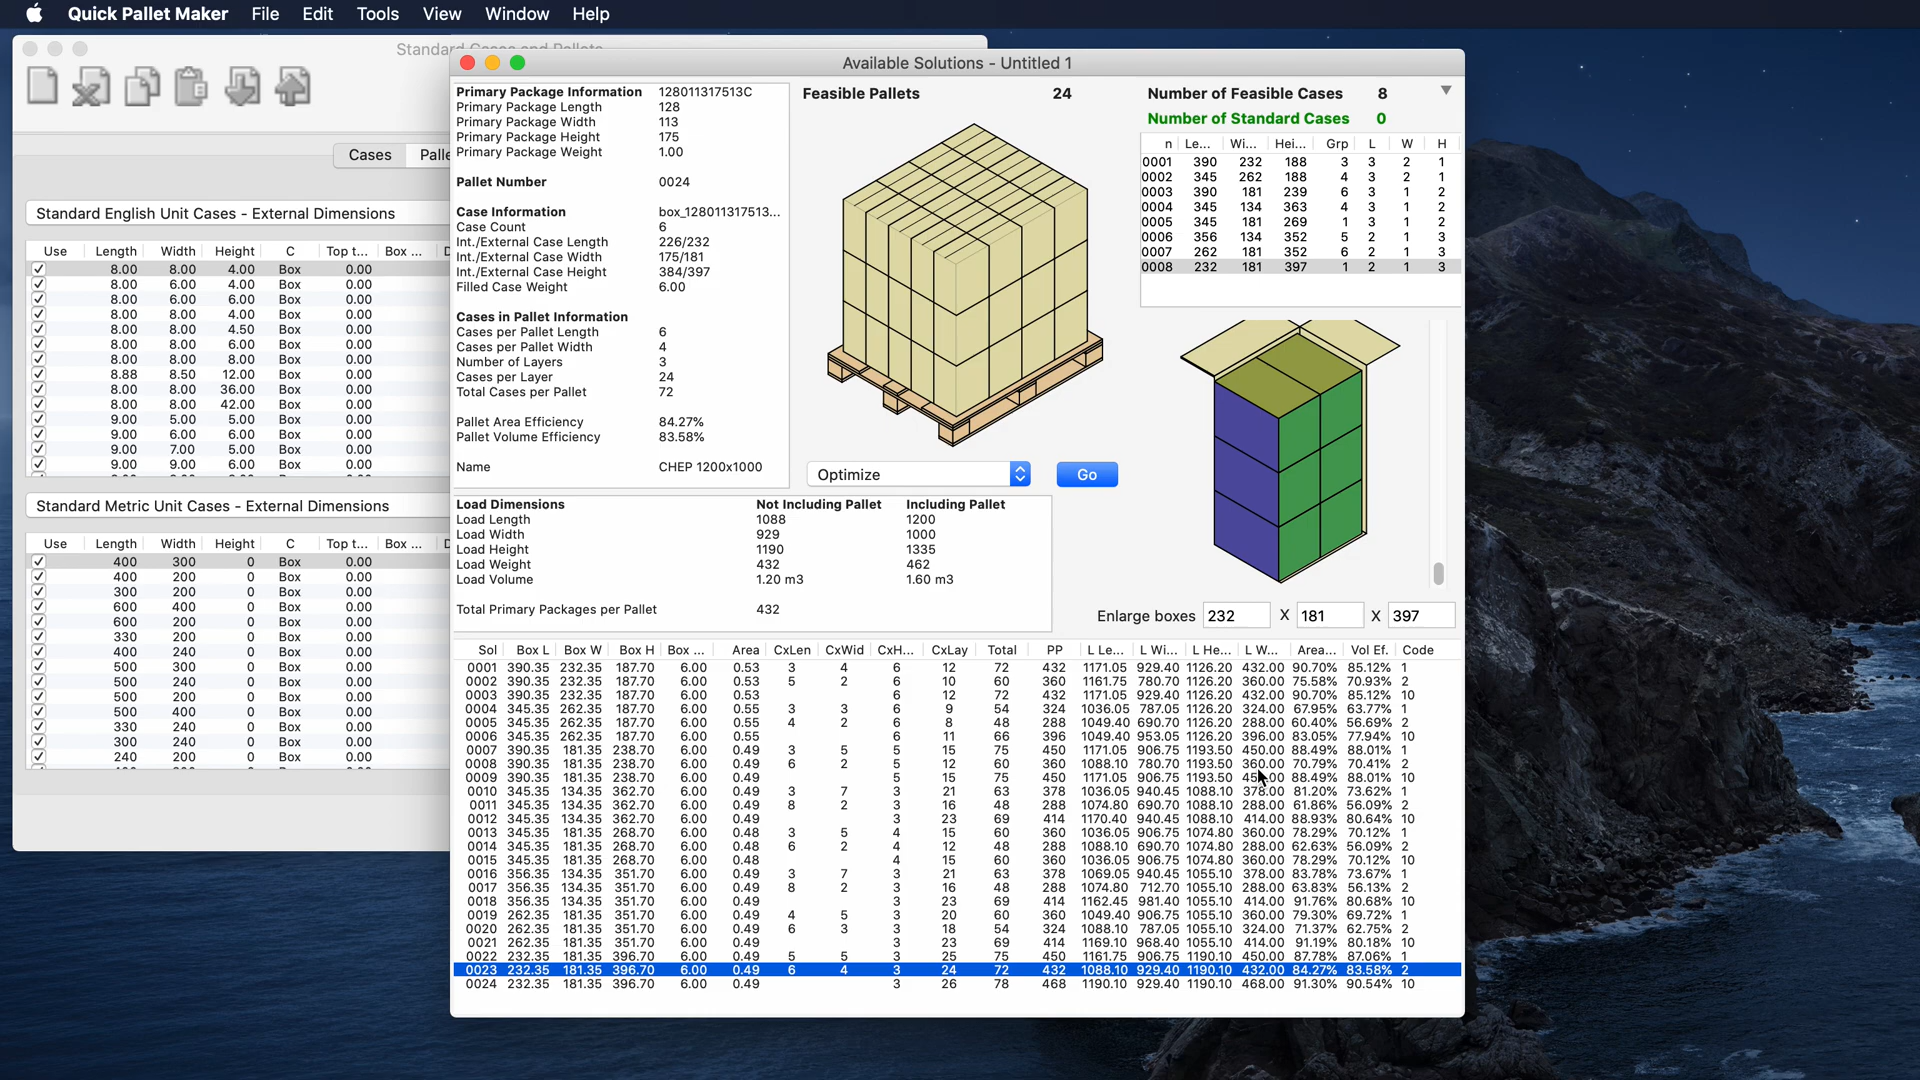 Quick Pallet Maker File Edit Tools View Window Help
Available Solutions - Untitled 1
Cases Palle
Standard English Unit Cases - External Dimensions
Use Length Width Height C Top t... Box ...
8.00 8.00 4.00 Box 0.00
8.00 8.00 4.00 Box 0.00
8.00 6.00 6.00 Box 0.00
8.00 8.00 4.00 Box 0.00
8.00 8.00 4.50 Box 0.00
8.00 8.00 6.00 Box 0.00
8.00 8.00 8.00 Box 0.00
8.88 8.50 12.00 Box 0.00
8.00 8.00 36.00 Box 0.00
8.00 8.00 42.00 Box 0.00
9.00 5.00 5.00 Box 0.00
9.00 6.00 6.00 Box 0.00
9.00 7.00 5.00 Box 0.00
9.00 9.00 6.00 Box 0.00
Standard Metric Unit Cases - External Dimensions
Use Length Width Height C Top t... Box ...
400 300 0 Box 0.00
400 200 0 Box 0.00
300 200 0 Box 0.00
600 400 0 Box 0.00
600 200 0 Box 0.00
330 200 0 Box 0.00
400 240 0 Box 0.00
500 300 0 Box 0.00
500 240 0 Box 0.00
500 200 0 Box 0.00
500 400 0 Box 0.00
330 240 0 Box 0.00
300 240 0 Box 0.00
240 200 0 Box 0.00
Primary Package Information 128011317513C
Primary Package Length 128
Primary Package Width 113
Primary Package Height 175
Primary Package Weight 1.00
Pallet Number 0024
Case Information box_128011317513...
Case Count 6
Int./External Case Length 226/232
Int./External Case Width 175/181
Int./External Case Height 384/397
Filled Case Weight 6.00
Cases in Pallet Information
Cases per Pallet Length 6
Cases per Pallet Width 4
Number of Layers 3
Cases per Layer 24
Total Cases per Pallet 72
Pallet Area Efficiency 84.27%
Pallet Volume Efficiency 83.58%
Name CHEP 1200x1000
Feasible Pallets 24
Optimize Go
Number of Feasible Cases 8
Number of Standard Cases 0
n Le... Wi... Hei... Grp L W H
0001 390 232 188 3 3 2 1
0002 345 262 188 4 3 2 1
0003 390 181 239 6 3 1 2
0004 345 134 363 4 3 1 2
0005 345 181 269 1 3 1 2
0006 356 134 352 5 2 1 3
0007 262 181 352 6 2 1 3
0008 232 181 397 1 2 1 3
Load Dimensions Not Including Pallet Including Pallet
Load Length 1088 1200
Load Width 929 1000
Load Height 1190 1335
Load Weight 432 462
Load Volume 1.20 m3 1.60 m3
Total Primary Packages per Pallet 432
Enlarge boxes 232 X 181 X 397
Sol Box L Box W Box H Box ... Area CxLen CxWid CxH... CxLay Total PP L Le... L Wi... L He... L W... Area... Vol Ef. Code
0001 390.35 232.35 187.70 6.00 0.53 3 4 6 12 72 432 1171.05 929.40 1126.20 432.00 90.70% 85.12% 1
0002 390.35 232.35 187.70 6.00 0.53 5 2 6 10 60 360 1161.75 780.70 1126.20 360.00 75.58% 70.93% 2
0003 390.35 232.35 187.70 6.00 0.53 6 12 72 432 1171.05 929.40 1126.20 432.00 90.70% 85.12% 10
0004 345.35 262.35 187.70 6.00 0.55 3 3 6 9 54 324 1036.05 787.05 1126.20 324.00 67.95% 63.77% 1
0005 345.35 262.35 187.70 6.00 0.55 4 2 6 8 48 288 1049.40 690.70 1126.20 288.00 60.40% 56.69% 2
0006 345.35 262.35 187.70 6.00 0.55 6 11 66 396 1049.40 953.05 1126.20 396.00 83.05% 77.94% 10
0007 390.35 181.35 238.70 6.00 0.49 3 5 5 15 75 450 1171.05 906.75 1193.50 450.00 88.49% 88.01% 1
0008 390.35 181.35 238.70 6.00 0.49 6 2 5 12 60 360 1088.10 780.70 1193.50 360.00 70.79% 70.41% 2
0009 390.35 181.35 238.70 6.00 0.49 5 15 75 450 1171.05 906.75 1193.50 88.49% 88.01% 10
0010 345.35 134.35 362.70 6.00 0.49 3 7 3 21 63 378 1036.05 940.45 1088.10 378.00 81.20% 73.62% 1
0011 345.35 134.35 362.70 6.00 0.49 8 2 3 16 48 288 1074.80 690.70 1088.10 288.00 61.86% 56.09% 2
0012 345.35 134.35 362.70 6.00 0.49 3 23 69 414 1170.40 940.45 1088.10 414.00 88.93% 80.64% 10
0013 345.35 181.35 268.70 6.00 0.48 3 5 4 15 60 360 1036.05 906.75 1074.80 360.00 78.29% 70.12% 1
0014 345.35 181.35 268.70 6.00 0.48 6 2 4 12 48 288 1088.10 690.70 1074.80 288.00 62.63% 56.09% 2
0015 345.35 181.35 268.70 6.00 0.48 4 15 60 360 1036.05 906.75 1074.80 360.00 78.29% 70.12% 10
0016 356.35 134.35 351.70 6.00 0.49 3 7 3 21 63 378 1069.05 940.45 1055.10 378.00 83.78% 73.67% 1
0017 356.35 134.35 351.70 6.00 0.49 8 2 3 16 48 288 1074.80 712.70 1055.10 288.00 63.83% 56.13% 2
0018 356.35 134.35 351.70 6.00 0.49 3 23 69 414 1162.45 981.40 1055.10 414.00 91.76% 80.68% 10
0019 262.35 181.35 351.70 6.00 0.49 4 5 3 20 60 360 1049.40 906.75 1055.10 360.00 79.30% 69.72% 1
0020 262.35 181.35 351.70 6.00 0.49 6 3 3 18 54 324 1088.10 787.05 1055.10 324.00 71.37% 62.75% 2
0021 262.35 181.35 351.70 6.00 0.49 3 23 69 414 1169.10 968.40 1055.10 414.00 91.19% 80.18% 10
0022 232.35 181.35 396.70 6.00 0.49 5 5 3 25 75 450 1161.75 906.75 1190.10 450.00 87.78% 87.06% 1
0023 232.35 181.35 396.70 6.00 0.49 6 4 3 24 72 432 1088.10 929.40 1190.10 432.00 84.27% 83.58% 2
0024 232.35 181.35 396.70 6.00 0.49 3 26 78 468 1190.10 929.40 1190.10 468.00 91.30% 90.54% 10